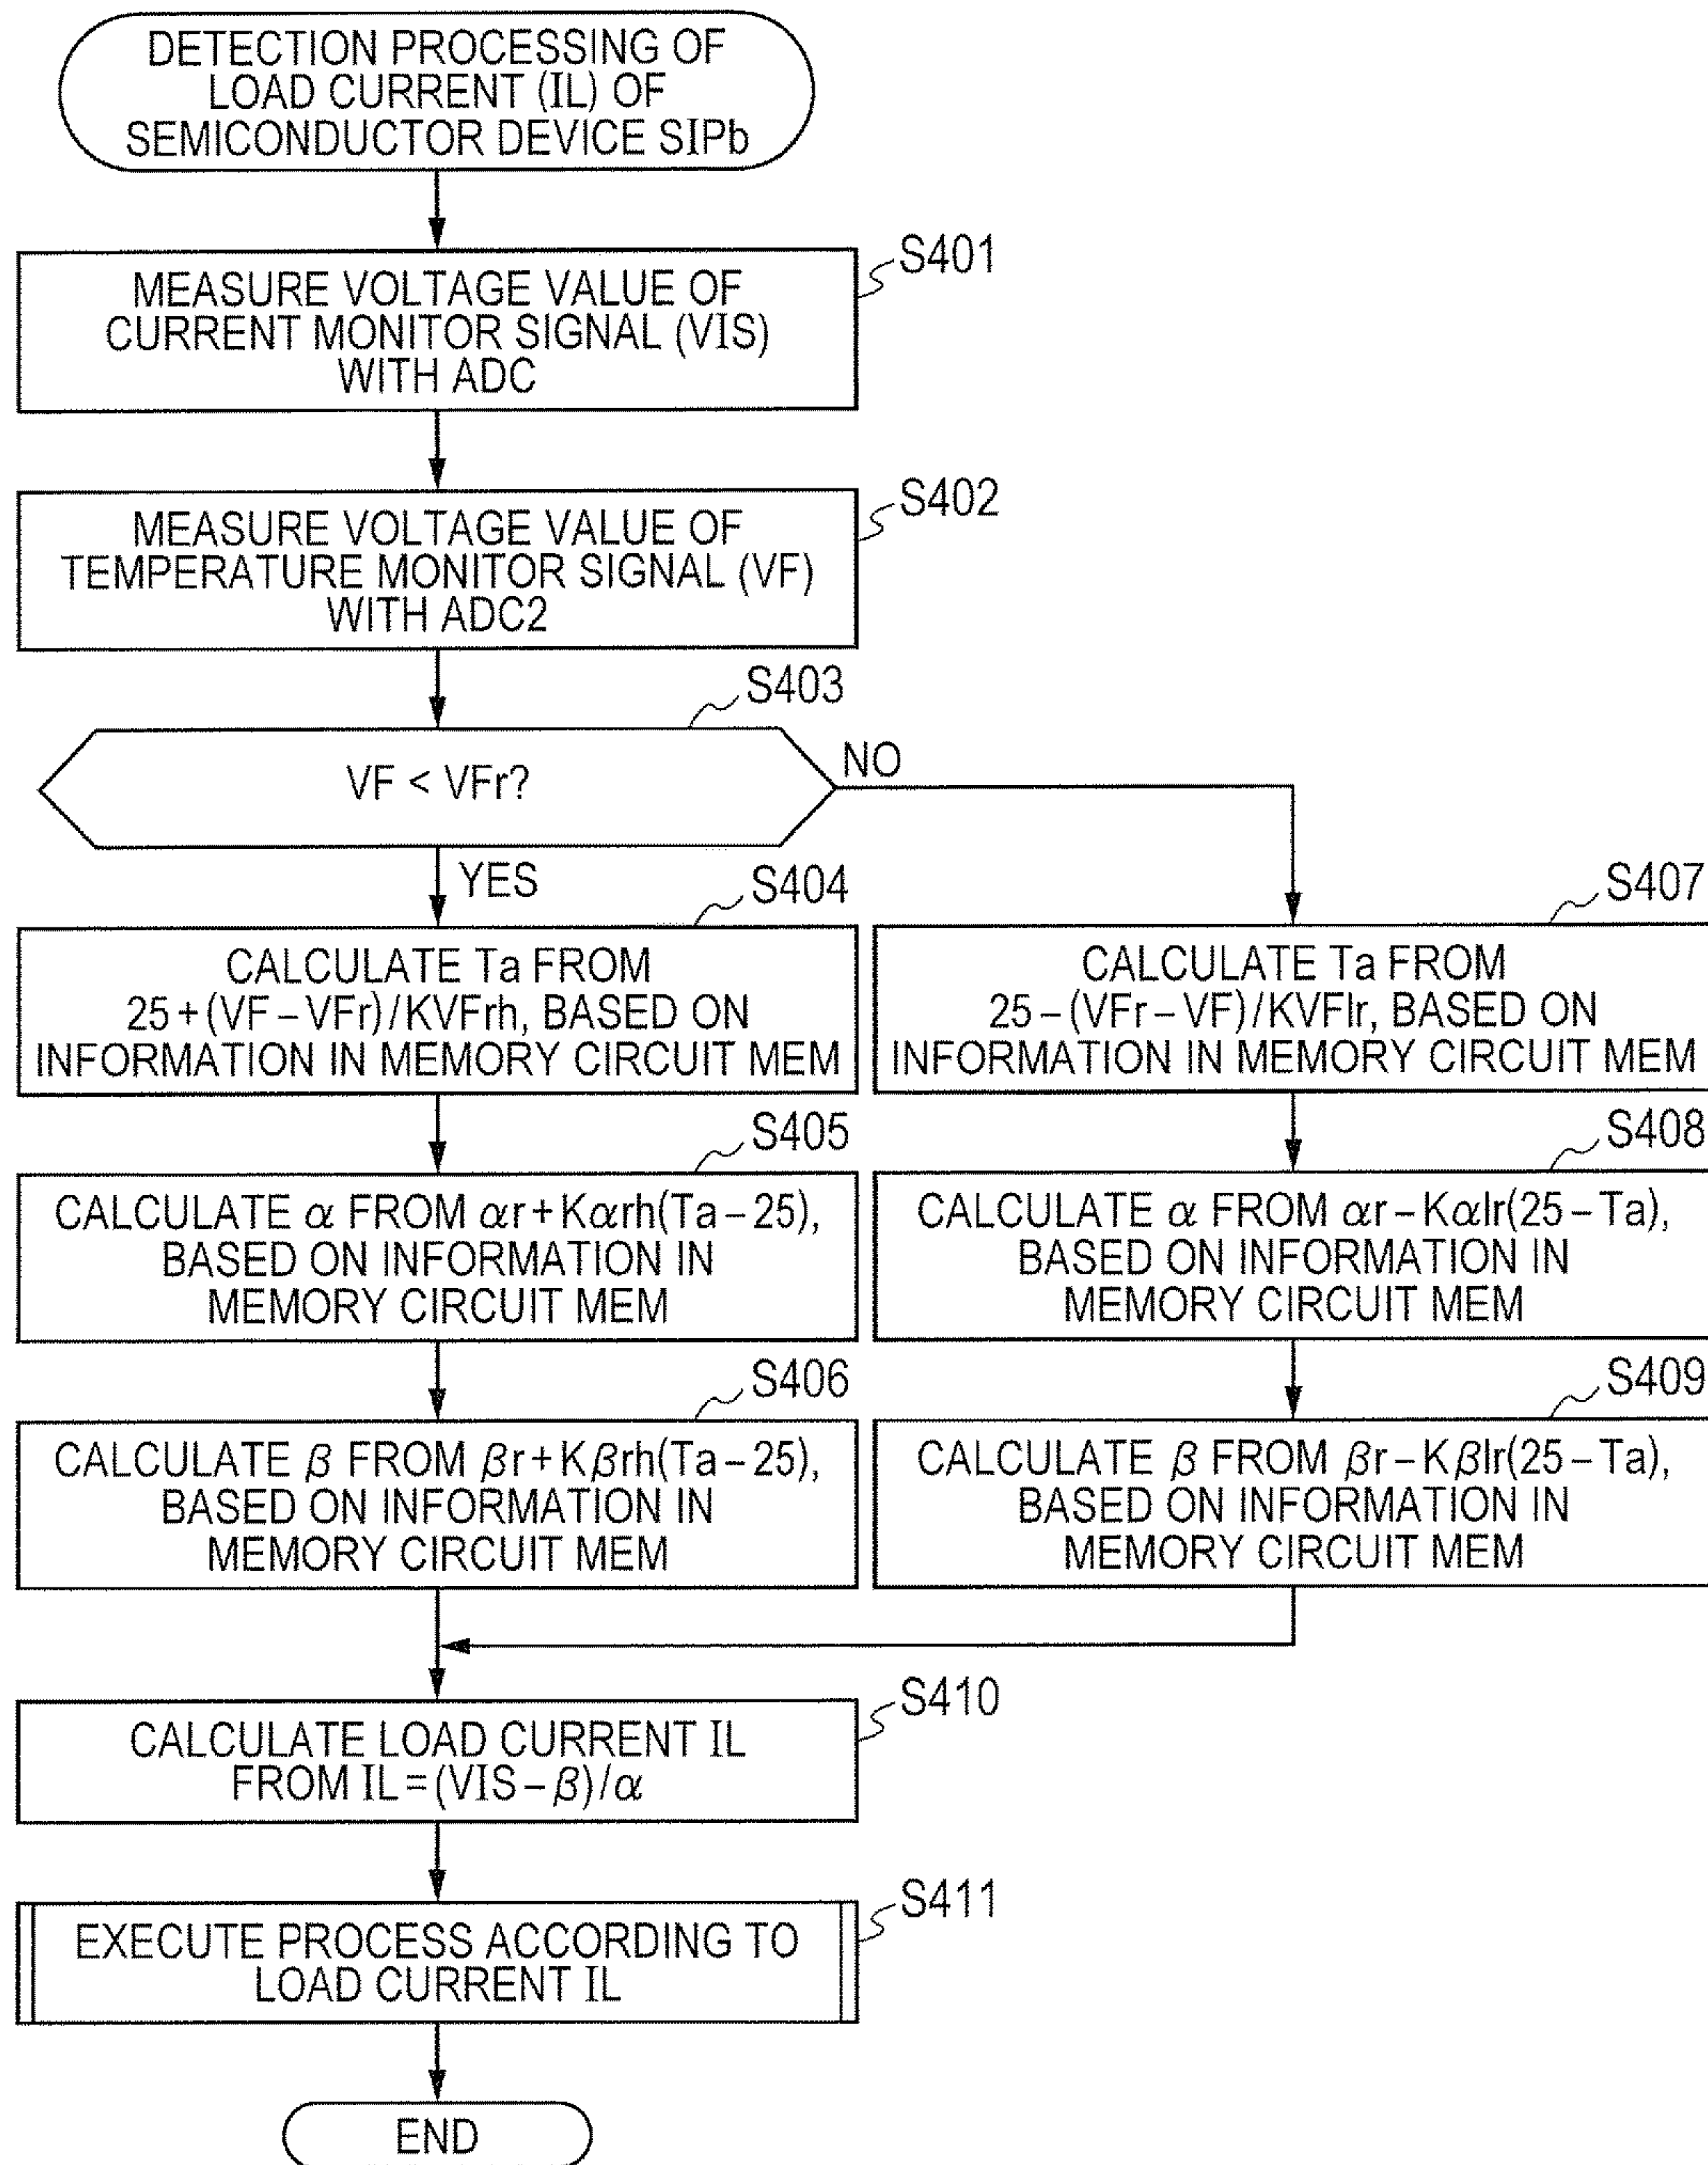 DETECTION PROCESSING OF
LOAD CURRENT (IL) OF
SEMICONDUCTOR DEVICE SIPb
S401
MEASURE VOLTAGE VALUE OF
CURRENT MONITOR SIGNAL (VIS)
WITH ADC
S402
MEASURE VOLTAGE VALUE OF
TEMPERATURE MONITOR SIGNAL (VF)
WITH ADC2
S403
VF < VFr?
NO
YES
S404
CALCULATE Ta FROM
25+(VF–VFr)/KVFrh, BASED ON
INFORMATION IN MEMORY CIRCUIT MEM
S407
CALCULATE Ta FROM
25–(VFr–VF)/KVFlr, BASED ON
INFORMATION IN MEMORY CIRCUIT MEM
S405
CALCULATE α FROM αr+Kαrh(Ta–25),
BASED ON INFORMATION IN
MEMORY CIRCUIT MEM
S408
CALCULATE α FROM αr–Kαlr(25–Ta),
BASED ON INFORMATION IN
MEMORY CIRCUIT MEM
S406
CALCULATE β FROM βr+Kβrh(Ta–25),
BASED ON INFORMATION IN
MEMORY CIRCUIT MEM
S409
CALCULATE β FROM βr–Kβlr(25–Ta),
BASED ON INFORMATION IN
MEMORY CIRCUIT MEM
S410
CALCULATE LOAD CURRENT IL
FROM IL=(VIS–β)/α
S411
EXECUTE PROCESS ACCORDING TO
LOAD CURRENT IL
END